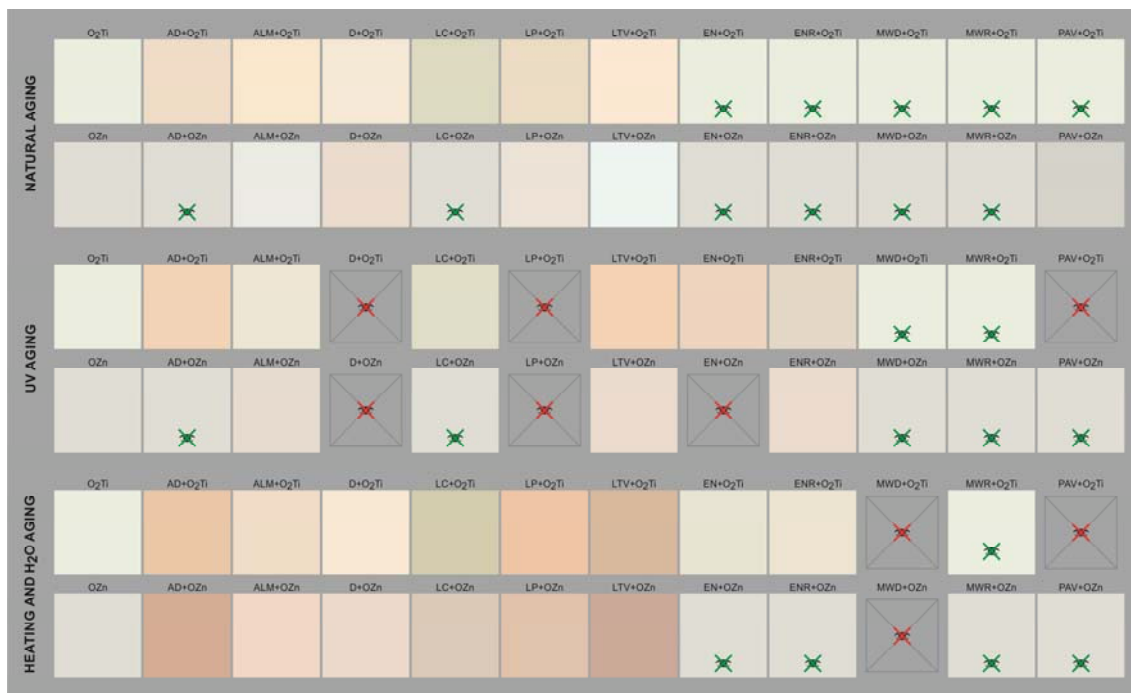 O₂Ti AD+O₂Ti ALM+O₂Ti D+O₂Ti LC+O₂Ti LP+O₂Ti LTV+O₂Ti EN+O₂Ti ENR+O₂Ti MWD+O₂Ti MWR+O₂Ti PAV+O₂Ti
NATURAL AGING
OZn AD+OZn ALM+OZn D+OZn LC+OZn LP+OZn LTV+OZn EN+OZn ENR+OZn MWD+OZn MWR+OZn PAV+OZn
O₂Ti AD+O₂Ti ALM+O₂Ti D+O₂Ti LC+O₂Ti LP+O₂Ti LTV+O₂Ti EN+O₂Ti ENR+O₂Ti MWD+O₂Ti MWR+O₂Ti PAV+O₂Ti
UV AGING
OZn AD+OZn ALM+OZn D+OZn LC+OZn LP+OZn LTV+OZn EN+OZn ENR+OZn MWD+OZn MWR+OZn PAV+OZn
O₂Ti AD+O₂Ti ALM+O₂Ti D+O₂Ti LC+O₂Ti LP+O₂Ti LTV+O₂Ti EN+O₂Ti ENR+O₂Ti MWD+O₂Ti MWR+O₂Ti PAV+O₂Ti
HEATING AND H₂O AGING
OZn AD+OZn ALM+OZn D+OZn LC+OZn LP+OZn LTV+OZn EN+OZn ENR+OZn MWD+OZn MWR+OZn PAV+OZn